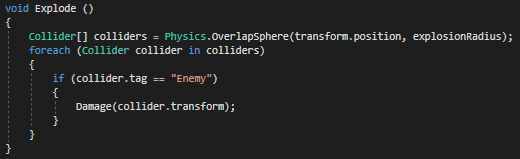 void Explode ()
{
    Collider[] colliders = Physics.OverlapSphere(transform.position, explosionRadius);
    foreach (Collider collider in colliders)
    {
        if (collider.tag == "Enemy")
        {
            Damage(collider.transform);
        }
    }
}